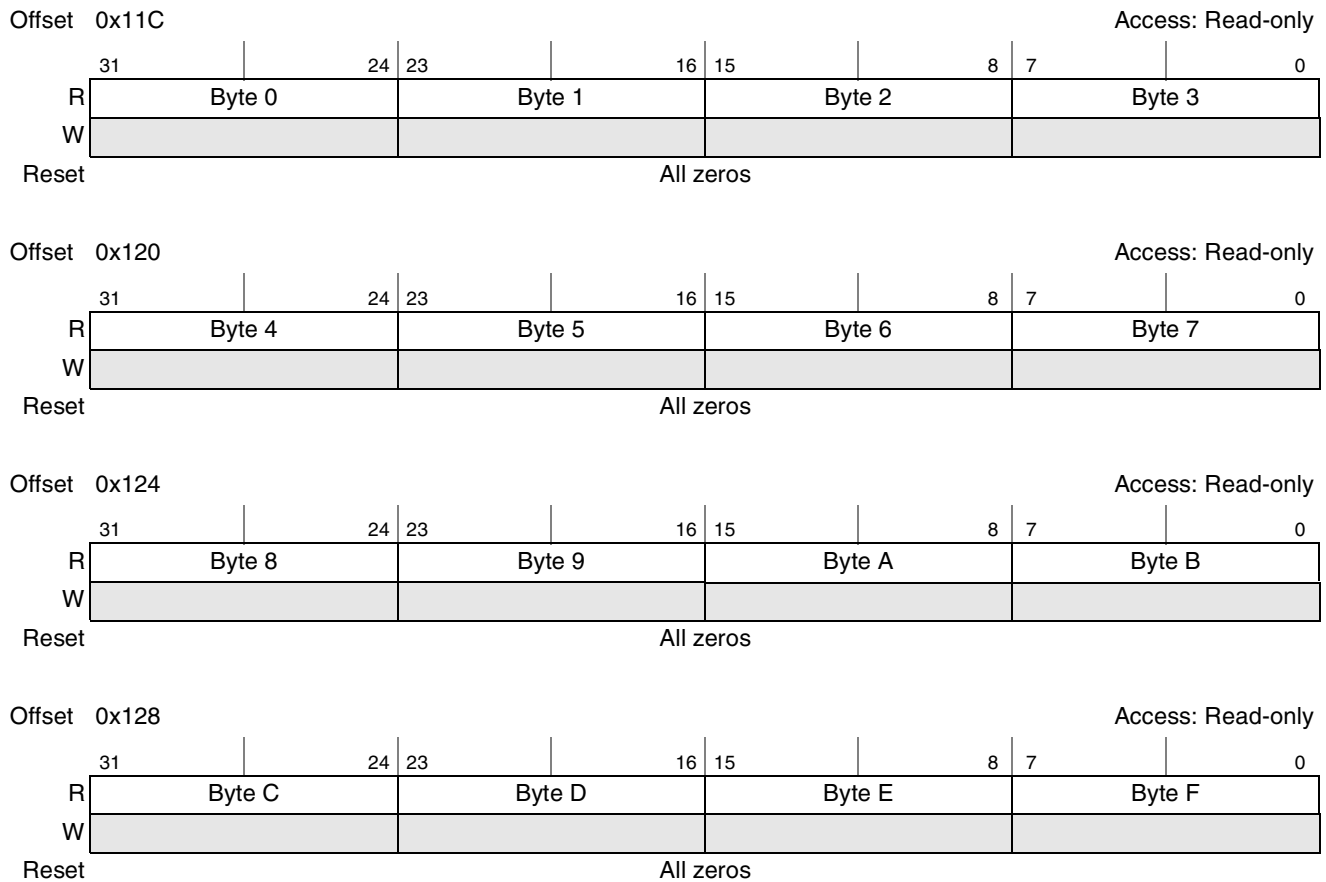 Offset 0x11C Access: Read-only
31 24 23 16 15 8 7 0
R Byte 0 Byte 1 Byte 2 Byte 3
W
Reset All zeros
Offset 0x120 Access: Read-only
31 24 23 16 15 8 7 0
R Byte 4 Byte 5 Byte 6 Byte 7
W
Reset All zeros
Offset 0x124 Access: Read-only
31 24 23 16 15 8 7 0
R Byte 8 Byte 9 Byte A Byte B
W
Reset All zeros
Offset 0x128 Access: Read-only
31 24 23 16 15 8 7 0
R Byte C Byte D Byte E Byte F
W
Reset All zeros